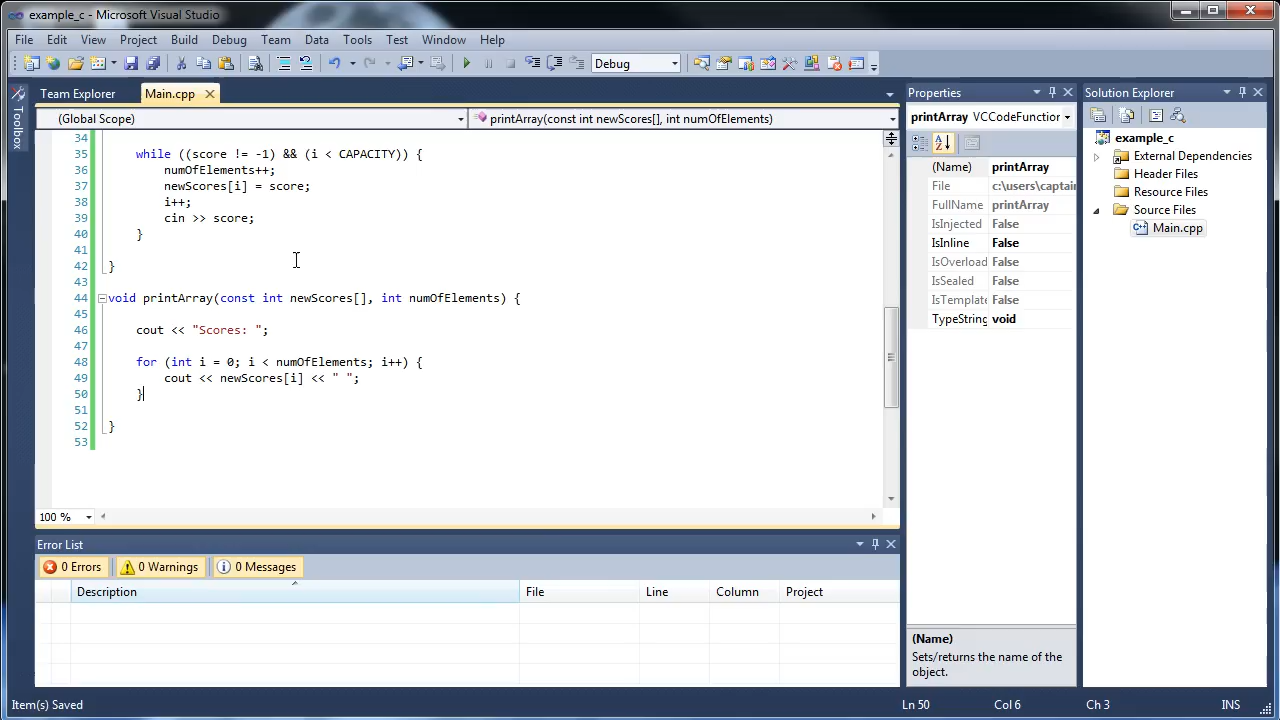 example_c - Microsoft Visual Studio
File Edit View Project Build Debug Team Data Tools Test Window Help
Debug
Toolbox
Team Explorer Main.cpp
(Global Scope) printArray(const int newScores[], int numOfElements)
34
35 while ((score != -1) && (i < CAPACITY)) {
36 numOfElements++;
37 newScores[i] = score;
38 i++;
39 cin >> score;
40 }
41
42 }
43
44 void printArray(const int newScores[], int numOfElements) {
45
46 cout << "Scores: ";
47
48 for (int i = 0; i < numOfElements; i++) {
49 cout << newScores[i] << " ";
50 }
51
52 }
53
100 %
Error List
0 Errors 0 Warnings 0 Messages
Description File Line Column Project
Properties
printArray VCCodeFunction
(Name) printArray
File c:\users\captain
FullName printArray
IsInjected False
IsInline False
IsOverload False
IsSealed False
IsTemplate False
TypeString void
(Name)
Sets/returns the name of the
object.
Solution Explorer
example_c
External Dependencies
Header Files
Resource Files
Source Files
Main.cpp
Item(s) Saved Ln 50 Col 6 Ch 3 INS